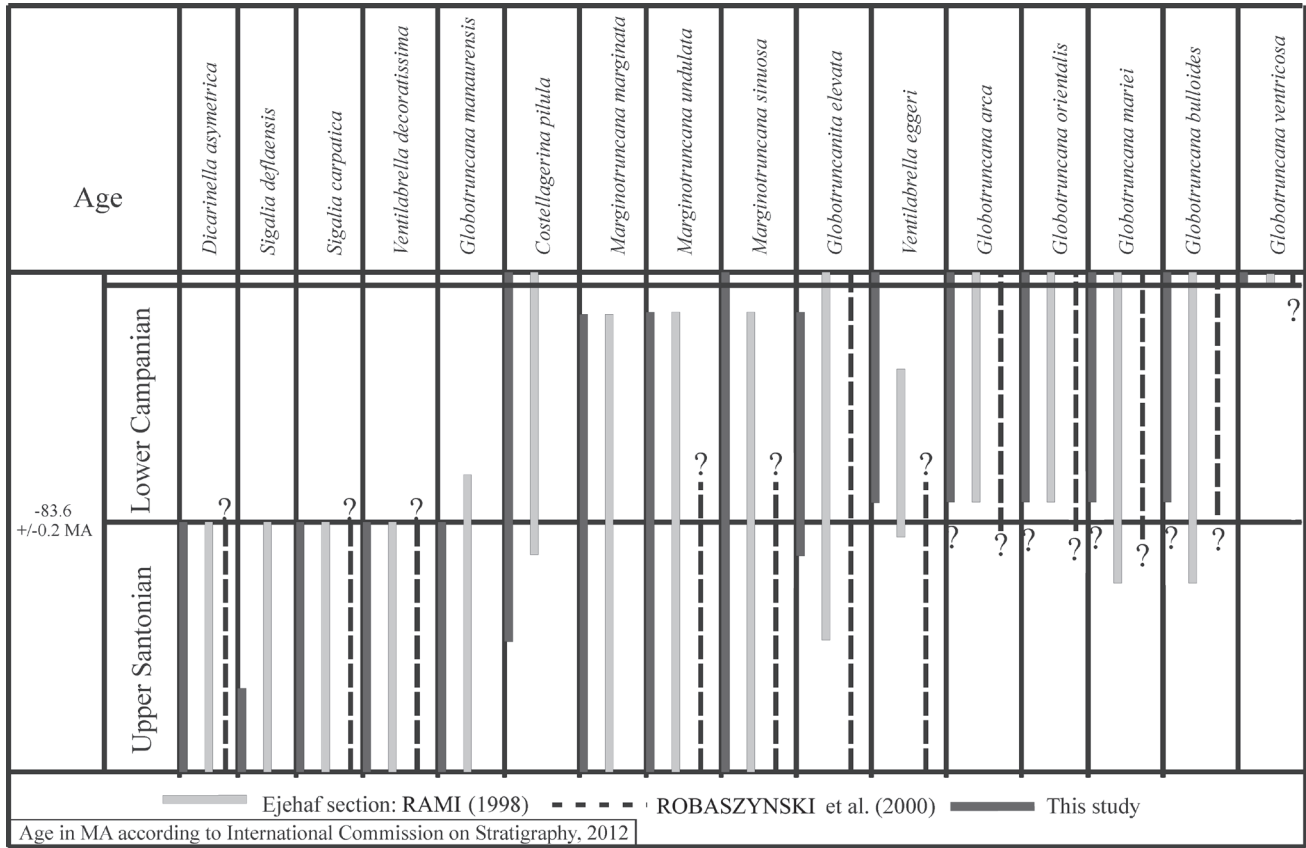 Age
Dicarinella asymetrica
Sigalia deflaensis
Sigalia carpatica
Ventilabrella decoratissima
Globotruncana manaurensis
Costellagerina pilula
Marginotruncana marginata
Marginotruncana undulata
Marginotruncana sinuosa
Globotruncanita elevata
Ventilabrella eggeri
Globotruncana arca
Globotruncana orientalis
Globotruncana mariei
Globotruncana bulloides
Globotruncana ventricosa
Lower Campanian
?
? ? ?
? ? ?
-83.6
+/-0.2 MA
? ? ? ? ? ? ? ?
Upper Santonian
Ejehaf section: RAMI (1998) ROBASZYNSKI et al. (2000) This study
Age in MA according to International Commission on Stratigraphy, 2012